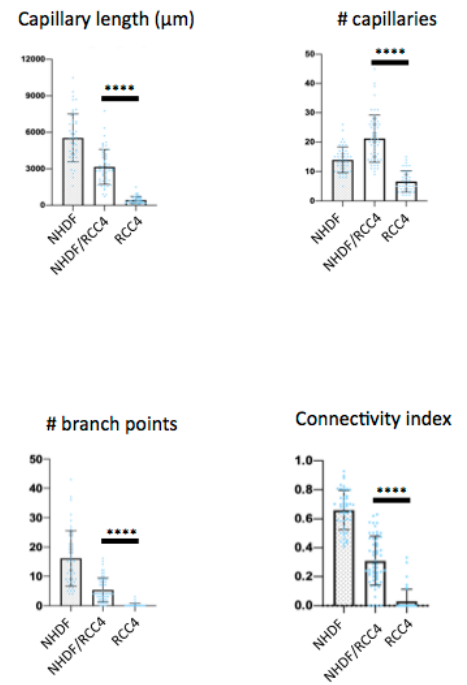 Capillary length (µm)
12000
9000
6000
3000
0
****
NHDF
NHDF/RCC4
RCC4
# capillaries
50
40
30
20
10
0
****
NHDF
NHDF/RCC4
RCC4
# branch points
50
40
30
20
10
0
****
NHDF
NHDF/RCC4
RCC4
Connectivity index
1.0
0.8
0.6
0.4
0.2
0.0
****
NHDF
NHDF/RCC4
RCC4